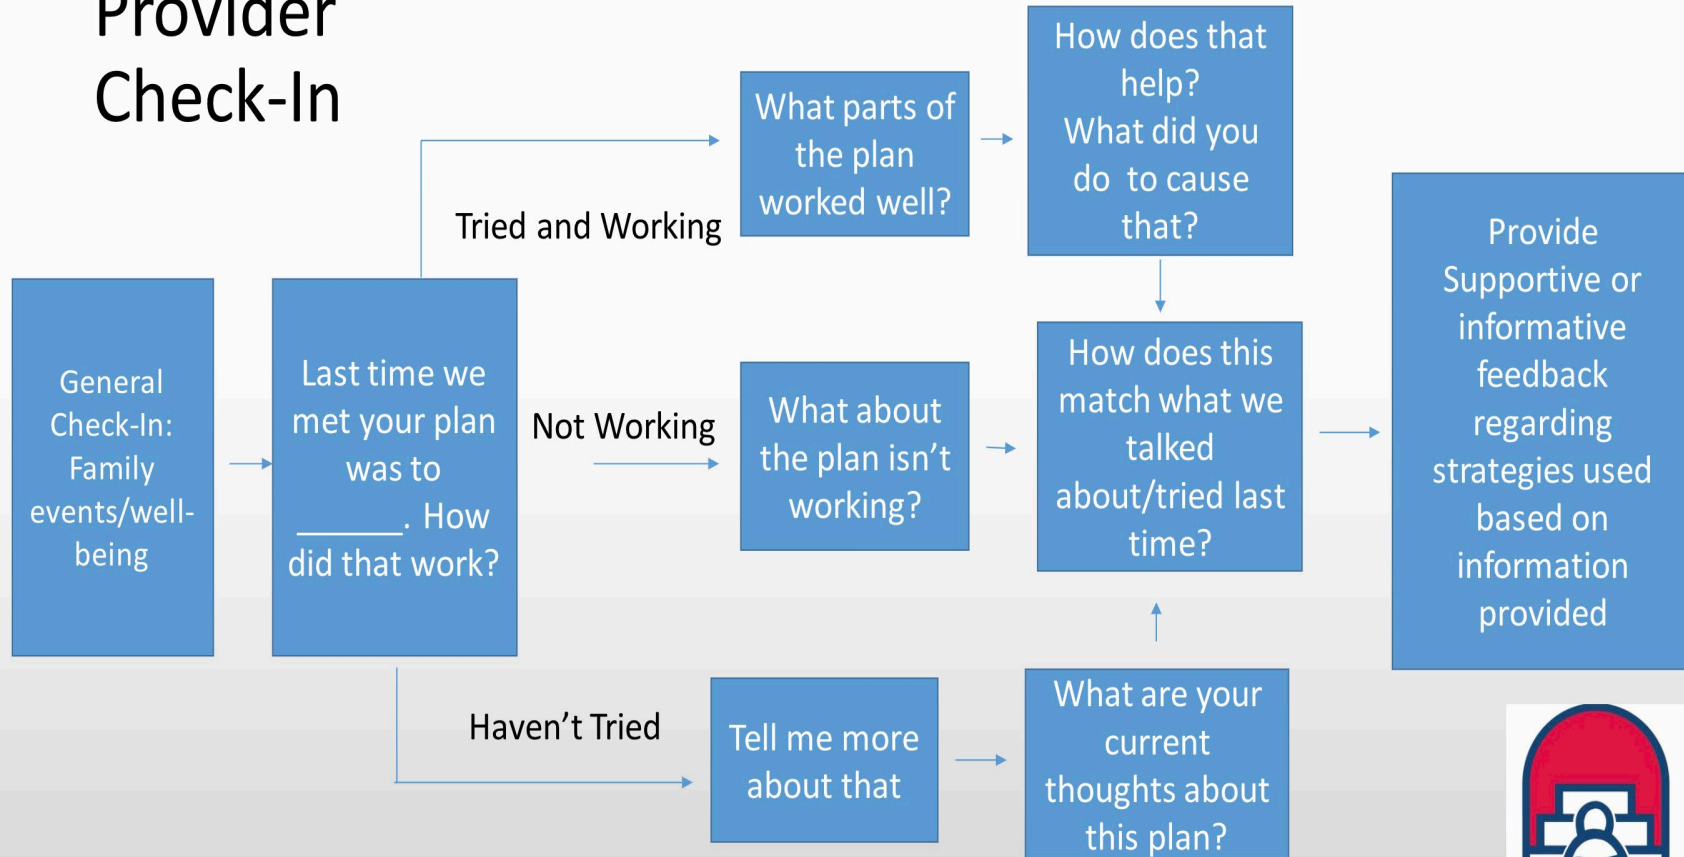 Provider
Check-In
General
Check-In:
Family
events/well-
being
Last time we
met your plan
was to
______. How
did that work?
Tried and Working
What parts of
the plan
worked well?
How does that
help?
What did you
do  to cause
that?
Not Working
What about
the plan isn’t
working?
How does this
match what we
talked
about/tried last
time?
Haven’t Tried
Tell me more
about that
What are your
current
thoughts about
this plan?
Provide
Supportive or
informative
feedback
regarding
strategies used
based on
information
provided